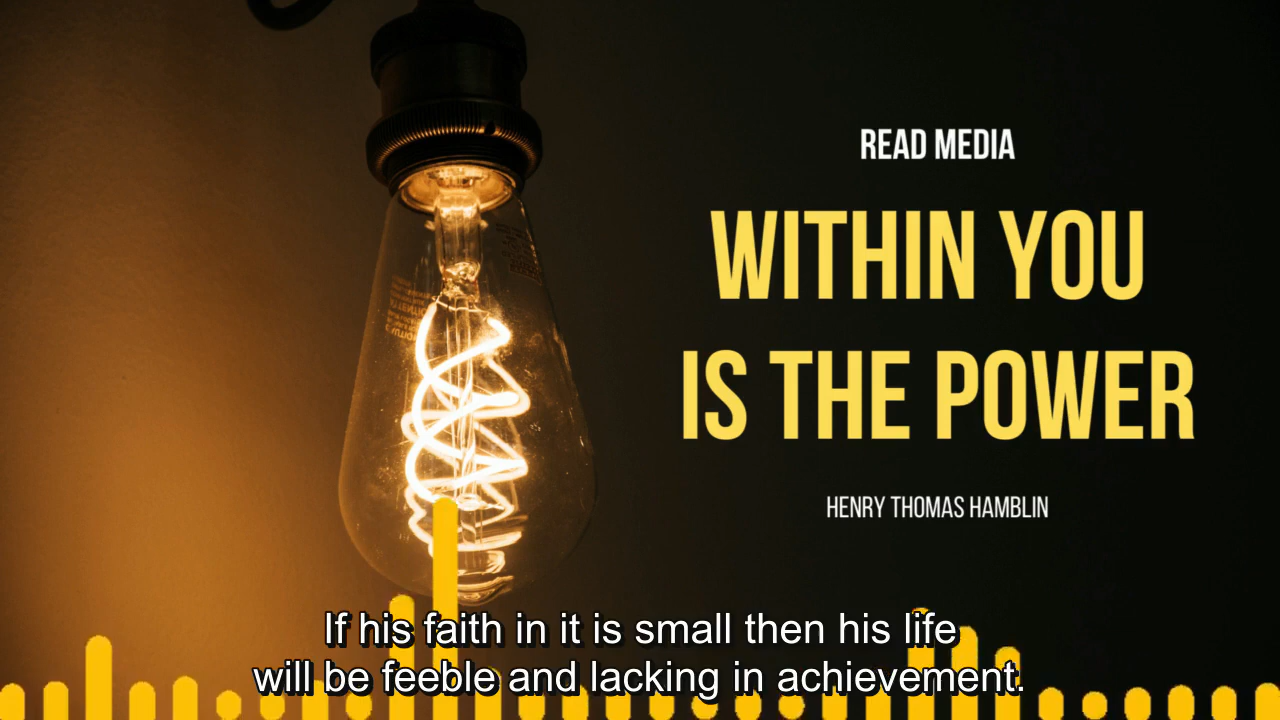 READ MEDIA
WITHIN YOU
IS THE POWER
HENRY THOMAS HAMBLIN
If his faith in it is small then his life
will be feeble and lacking in achievement.